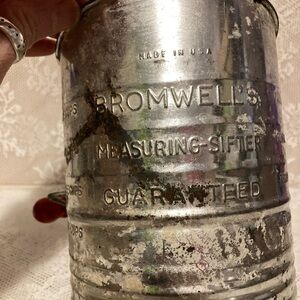 MADE IN USA
BROMWELL'S
MEASURING-SIFTER
GUARANTEED